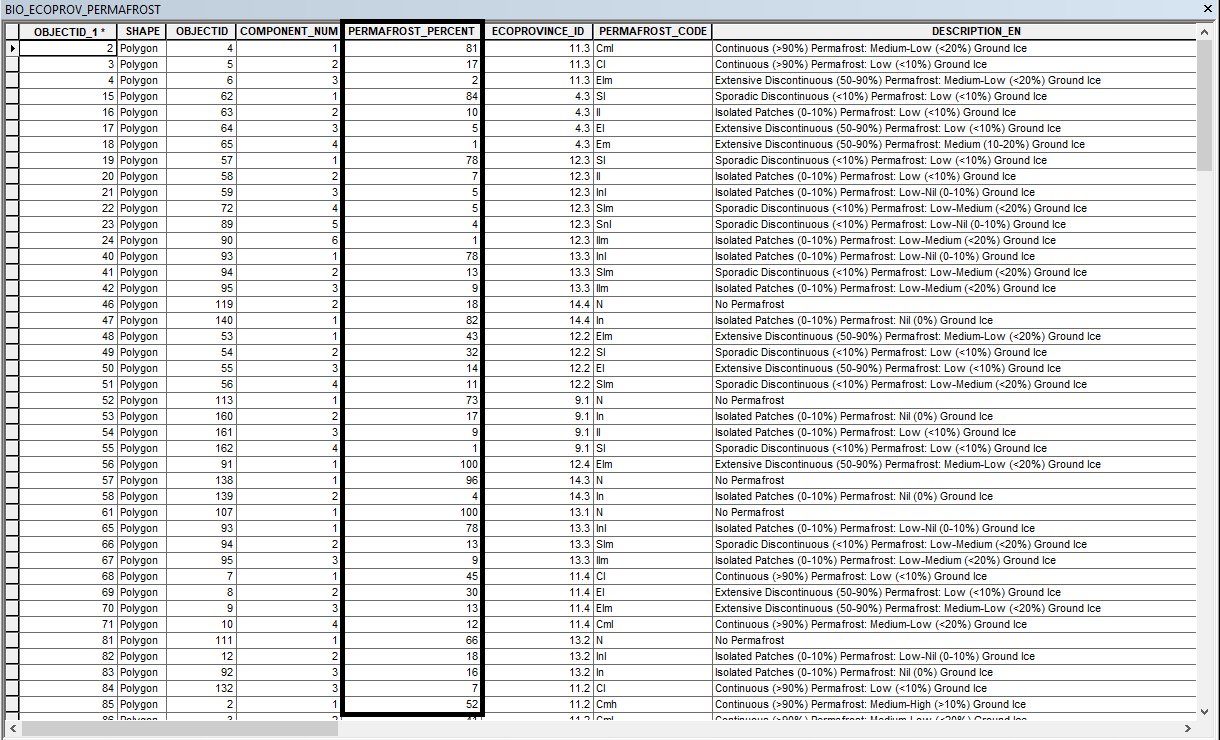 BIO_ECOPROV_PERMAFROST
OBJECTID_1 * SHAPE OBJECTID COMPONENT_NUM PERMAFROST_PERCENT ECOPROVINCE_ID PERMAFROST_CODE DESCRIPTION_EN
2 Polygon 4 1 81 11.3 Cml Continuous (>90%) Permafrost: Medium-Low (<20%) Ground Ice
3 Polygon 5 2 17 11.3 Cl Continuous (>90%) Permafrost: Low (<10%) Ground Ice
4 Polygon 6 3 2 11.3 Elm Extensive Discontinuous (50-90%) Permafrost: Medium-Low (<20%) Ground Ice
15 Polygon 62 1 84 4.3 Sl Sporadic Discontinuous (<10%) Permafrost: Low (<10%) Ground Ice
16 Polygon 63 2 10 4.3 Il Isolated Patches (0-10%) Permafrost: Low (<10%) Ground Ice
17 Polygon 64 3 5 4.3 El Extensive Discontinuous (50-90%) Permafrost: Low (<10%) Ground Ice
18 Polygon 65 4 1 4.3 Em Extensive Discontinuous (50-90%) Permafrost: Medium (10-20%) Ground Ice
19 Polygon 57 1 78 12.3 Sl Sporadic Discontinuous (<10%) Permafrost: Low (<10%) Ground Ice
20 Polygon 58 2 7 12.3 Il Isolated Patches (0-10%) Permafrost: Low (<10%) Ground Ice
21 Polygon 59 3 5 12.3 Inl Isolated Patches (0-10%) Permafrost: Low-Nil (0-10%) Ground Ice
22 Polygon 72 4 5 12.3 Slm Sporadic Discontinuous (<10%) Permafrost: Low-Medium (<20%) Ground Ice
23 Polygon 89 5 4 12.3 Snl Sporadic Discontinuous (<10%) Permafrost: Low-Nil (0-10%) Ground Ice
24 Polygon 90 6 1 12.3 Ilm Isolated Patches (0-10%) Permafrost: Low-Medium (<20%) Ground Ice
40 Polygon 93 1 78 13.3 Inl Isolated Patches (0-10%) Permafrost: Low-Nil (0-10%) Ground Ice
41 Polygon 94 2 13 13.3 Slm Sporadic Discontinuous (<10%) Permafrost: Low-Medium (<20%) Ground Ice
42 Polygon 95 3 9 13.3 Ilm Isolated Patches (0-10%) Permafrost: Low-Medium (<20%) Ground Ice
46 Polygon 119 2 18 14.4 N No Permafrost
47 Polygon 140 1 82 14.4 In Isolated Patches (0-10%) Permafrost: Nil (0%) Ground Ice
48 Polygon 53 1 43 12.2 Elm Extensive Discontinuous (50-90%) Permafrost: Medium-Low (<20%) Ground Ice
49 Polygon 54 2 32 12.2 Sl Sporadic Discontinuous (<10%) Permafrost: Low (<10%) Ground Ice
50 Polygon 55 3 14 12.2 El Extensive Discontinuous (50-90%) Permafrost: Low (<10%) Ground Ice
51 Polygon 56 4 11 12.2 Slm Sporadic Discontinuous (<10%) Permafrost: Low-Medium (<20%) Ground Ice
52 Polygon 113 1 73 9.1 N No Permafrost
53 Polygon 160 2 17 9.1 In Isolated Patches (0-10%) Permafrost: Nil (0%) Ground Ice
54 Polygon 161 3 9 9.1 Il Isolated Patches (0-10%) Permafrost: Low (<10%) Ground Ice
55 Polygon 162 4 1 9.1 Sl Sporadic Discontinuous (<10%) Permafrost: Low (<10%) Ground Ice
56 Polygon 91 1 100 12.4 Elm Extensive Discontinuous (50-90%) Permafrost: Medium-Low (<20%) Ground Ice
57 Polygon 138 1 96 14.3 N No Permafrost
58 Polygon 139 2 4 14.3 In Isolated Patches (0-10%) Permafrost: Nil (0%) Ground Ice
61 Polygon 107 1 100 13.1 N No Permafrost
65 Polygon 93 1 78 13.3 Inl Isolated Patches (0-10%) Permafrost: Low-Nil (0-10%) Ground Ice
66 Polygon 94 2 13 13.3 Slm Sporadic Discontinuous (<10%) Permafrost: Low-Medium (<20%) Ground Ice
67 Polygon 95 3 9 13.3 Ilm Isolated Patches (0-10%) Permafrost: Low-Medium (<20%) Ground Ice
68 Polygon 7 1 45 11.4 Cl Continuous (>90%) Permafrost: Low (<10%) Ground Ice
69 Polygon 8 2 30 11.4 El Extensive Discontinuous (50-90%) Permafrost: Low (<10%) Ground Ice
70 Polygon 9 3 13 11.4 Elm Extensive Discontinuous (50-90%) Permafrost: Medium-Low (<20%) Ground Ice
71 Polygon 10 4 12 11.4 Cml Continuous (>90%) Permafrost: Medium-Low (<20%) Ground Ice
81 Polygon 111 1 66 13.2 N No Permafrost
82 Polygon 12 2 18 13.2 Inl Isolated Patches (0-10%) Permafrost: Low-Nil (0-10%) Ground Ice
83 Polygon 92 3 16 13.2 In Isolated Patches (0-10%) Permafrost: Nil (0%) Ground Ice
84 Polygon 132 3 7 11.2 Cl Continuous (>90%) Permafrost: Low (<10%) Ground Ice
85 Polygon 2 1 52 11.2 Cmh Continuous (>90%) Permafrost: Medium-High (>10%) Ground Ice
86 Polygon 3 2 41 11.2 Cml Continuous (>90%) Permafrost: Medium-Low (<20%) Ground Ice